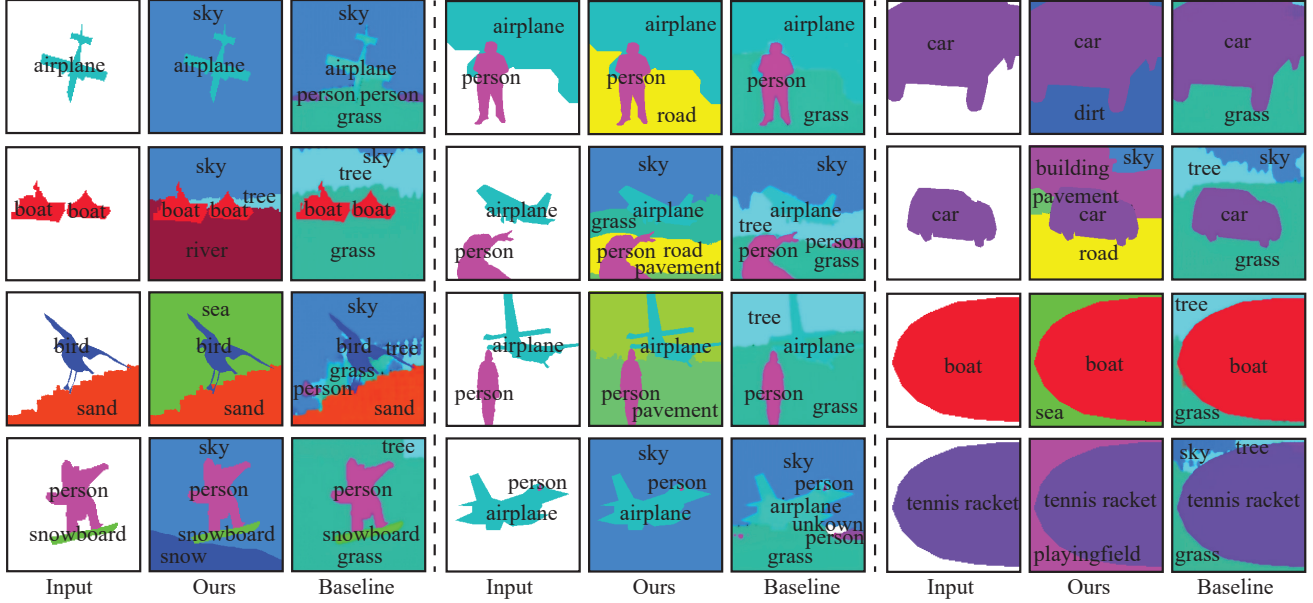 sky
airplane
airplane
sky
airplane
person person
grass
airplane
person
airplane
person
road
airplane
person
grass
car
car
dirt
car
grass
boat boat
sky
tree
boat boat
river
sky
tree
boat boat
grass
airplane
person
sky
airplane
grass
person road
pavement
sky
airplane
tree
person
person
grass
car
building sky
pavement
car
road
sky
tree
car
grass
bird
sand
sea
bird
sand
sky
bird tree
grass
person
sand
airplane
person
airplane
person
pavement
tree
airplane
person
grass
boat
boat
sea
tree
boat
grass
person
snowboard
sky
person
snowboard
snow
tree
person
snowboard
grass
person
airplane
sky
person
airplane
sky
person
airplane
unkown
person
grass
tennis racket
tennis racket
playingfield
sky tree
tennis racket
grass
Input Ours Baseline Input Ours Baseline Input Ours Baseline